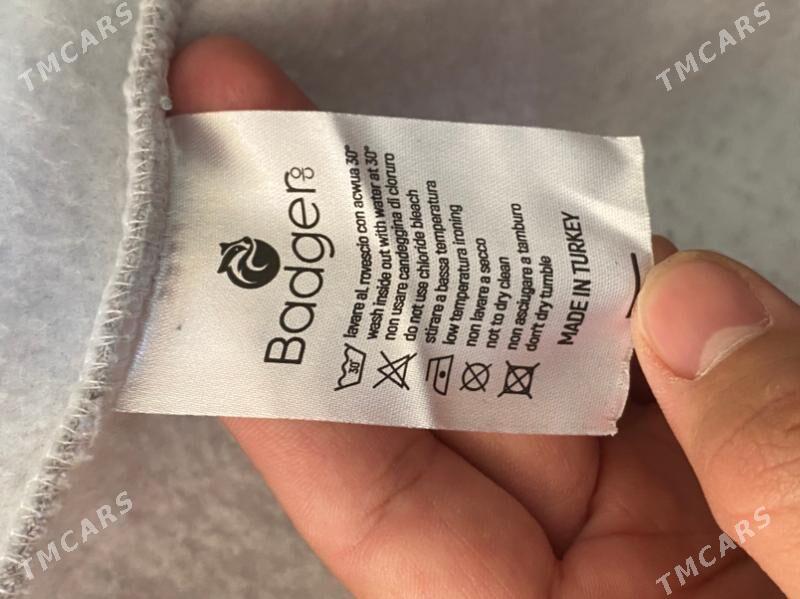 Badger
lavare al. rovescio con acwua 30°
wash inside out with water at 30°
non usare candeggina di cloruro
do not use chloride bleach
stirare a bassa temperatura
low temperature ironing
non lavare a secco
not to dry clean
non asciugare a tamburo
don't dry tumble
MADE IN TURKEY
30°
TMCARS
TMCARS
TMCARS
TMCARS